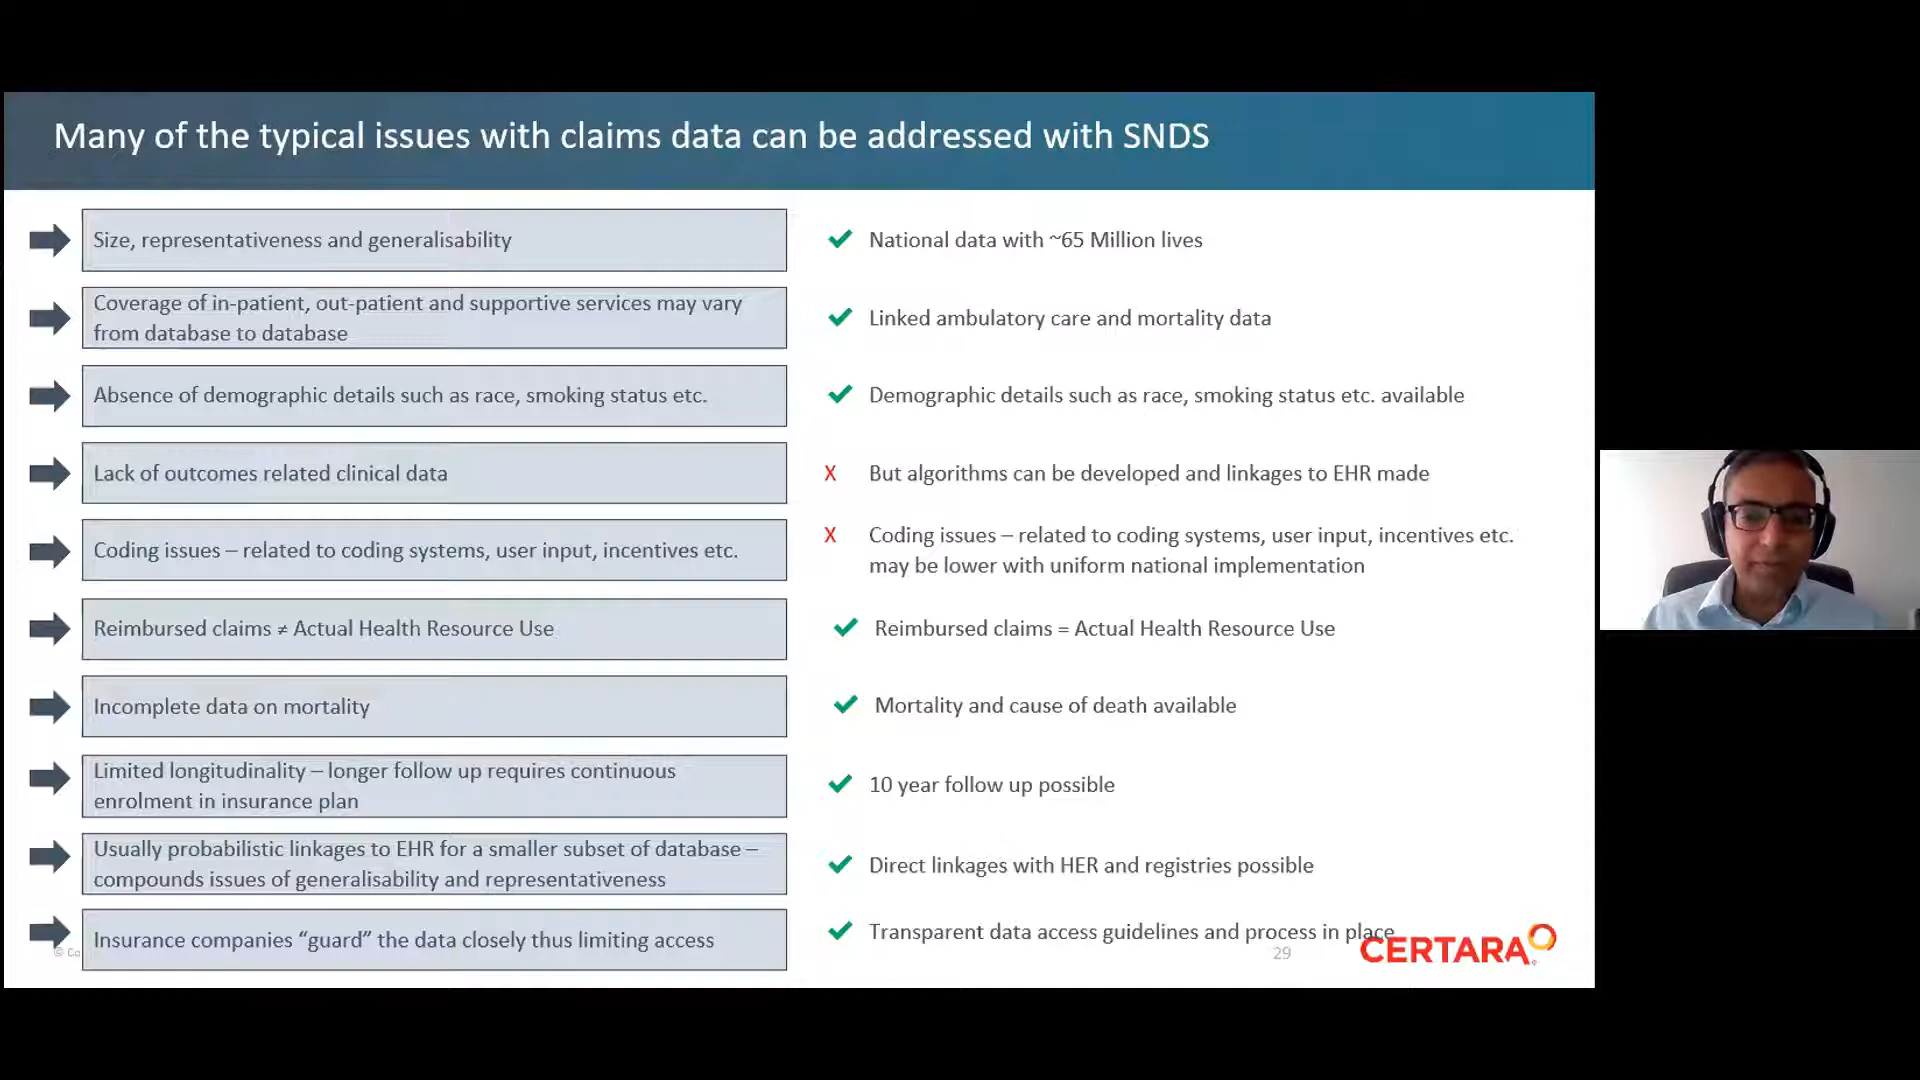 Many of the typical issues with claims data can be addressed with SNDS
Size, representativeness and generalisability
✓ National data with ~65 Million lives
Coverage of in-patient, out-patient and supportive services may vary
from database to database
✓ Linked ambulatory care and mortality data
Absence of demographic details such as race, smoking status etc.
✓ Demographic details such as race, smoking status etc. available
Lack of outcomes related clinical data
X But algorithms can be developed and linkages to EHR made
Coding issues – related to coding systems, user input, incentives etc.
X Coding issues – related to coding systems, user input, incentives etc.
may be lower with uniform national implementation
Reimbursed claims ≠ Actual Health Resource Use
✓ Reimbursed claims = Actual Health Resource Use
Incomplete data on mortality
✓ Mortality and cause of death available
Limited longitudinality – longer follow up requires continuous
enrolment in insurance plan
✓ 10 year follow up possible
Usually probabilistic linkages to EHR for a smaller subset of database –
compounds issues of generalisability and representativeness
✓ Direct linkages with HER and registries possible
Insurance companies “guard” the data closely thus limiting access
✓ Transparent data access guidelines and process in place
©
29
CERTARA